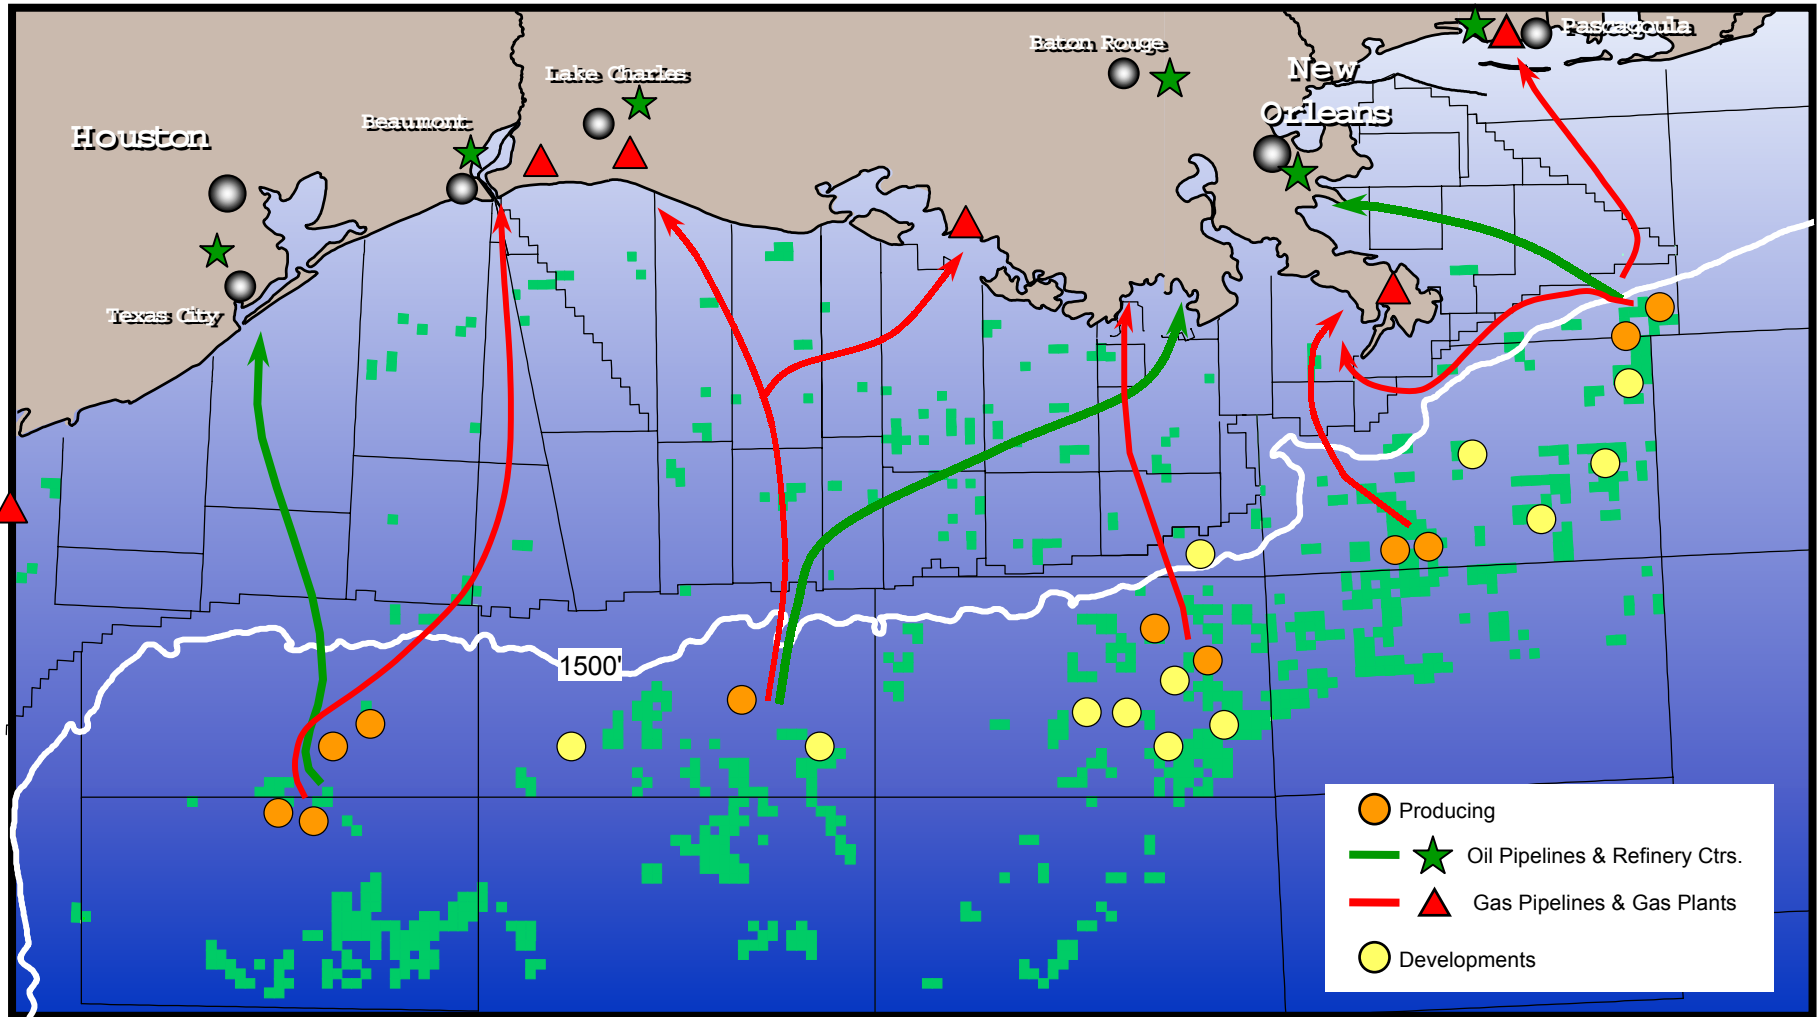 Pascagoula
Baton Rouge
New
Orleans
Lake Charles
Beaumont
Houston
Texas City
1500'
Producing
Oil Pipelines & Refinery Ctrs.
Gas Pipelines & Gas Plants
Developments